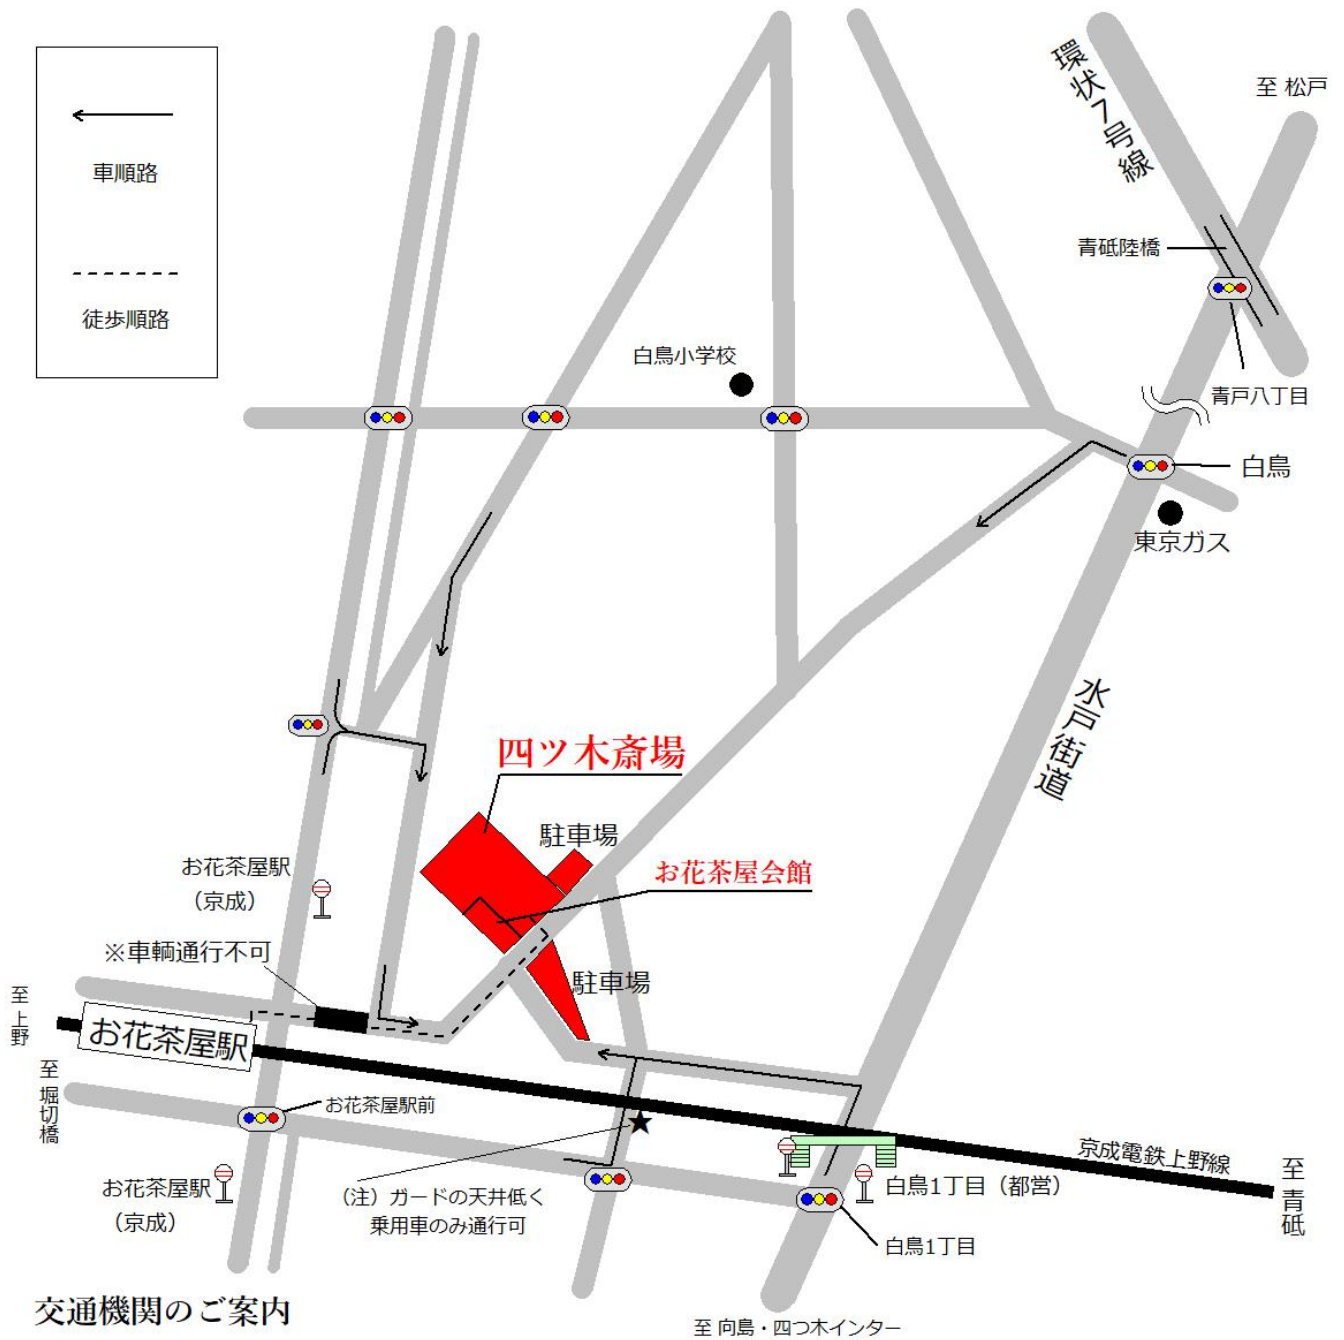 車順路
徒歩順路
環状7号線
至 松戸
青砥陸橋
青戸八丁目
白鳥小学校
白鳥
東京ガス
水戸街道
四ツ木斎場
駐車場
お花茶屋会館
お花茶屋駅
（京成）
※車輌通行不可
駐車場
至上野
お花茶屋駅
至堀切橋
お花茶屋駅前
京成電鉄上野線
至青砥
お花茶屋駅
（京成）
（注）ガードの天井低く
乗用車のみ通行可
白鳥1丁目（都営）
白鳥1丁目
交通機関のご案内
至 向島・四つ木インター